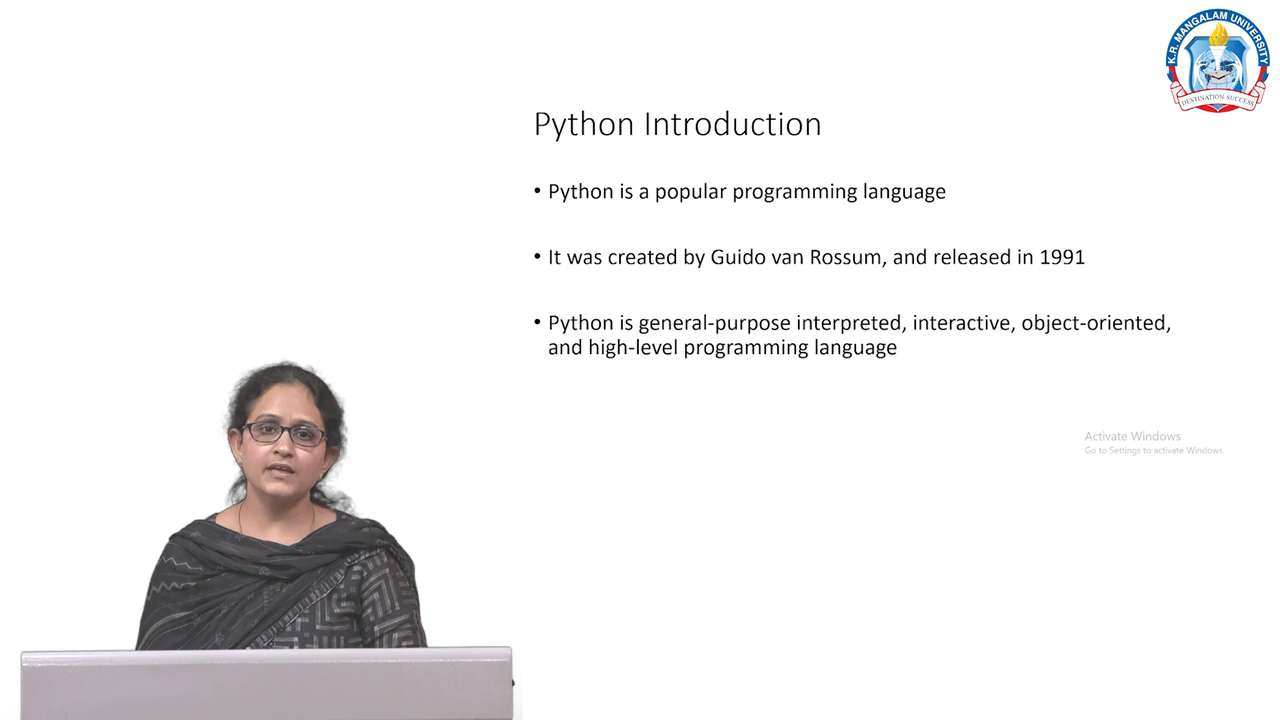 K.R. MANGALAM UNIVERSITY
DESTINATION SUCCESS
Python Introduction
• Python is a popular programming language
• It was created by Guido van Rossum, and released in 1991
• Python is general-purpose interpreted, interactive, object-oriented,
and high-level programming language
Activate Windows
Go to Settings to activate Windows.